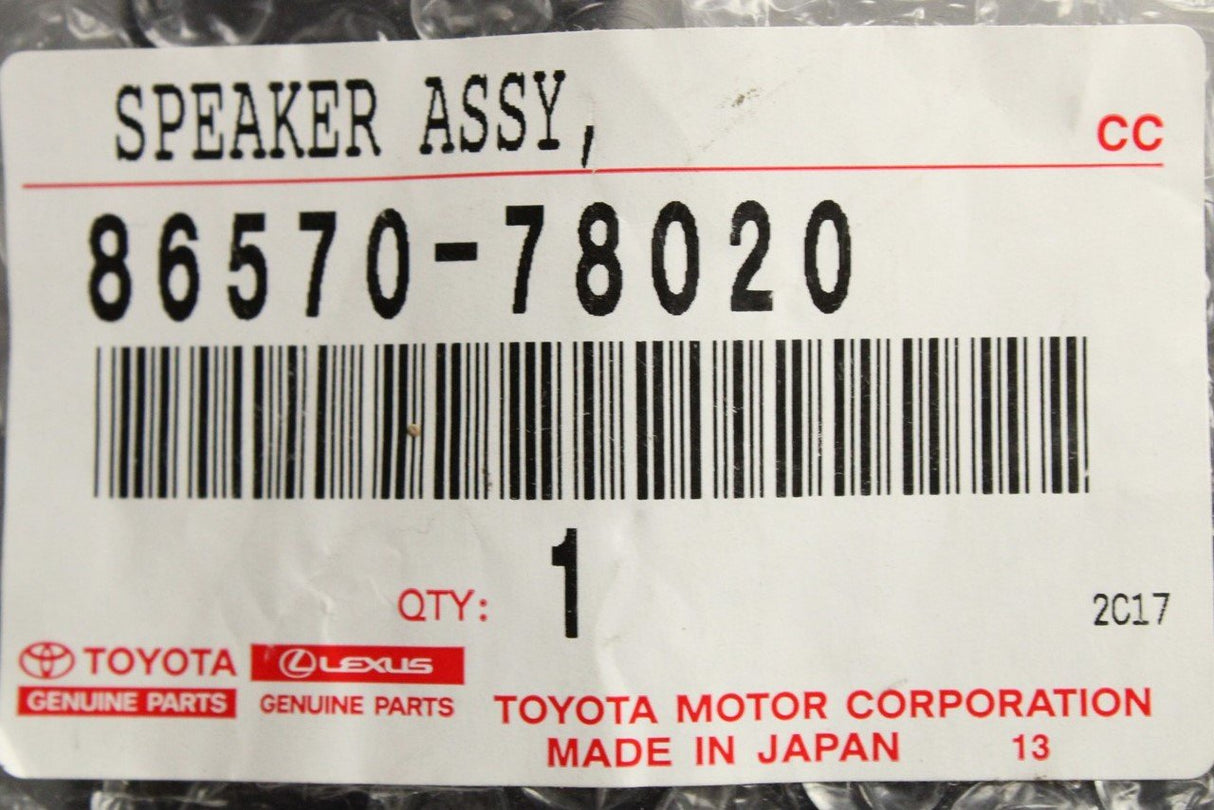 SPEAKER ASSY,
CC
86570-78020
QTY: 1
2C17
TOYOTA
GENUINE PARTS
LEXUS
GENUINE PARTS
TOYOTA MOTOR CORPORATION
MADE IN JAPAN 13